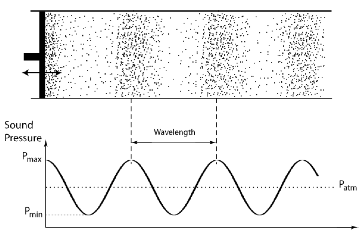 Wavelength
Sound
Pressure
Pmax
Patm
Pmin